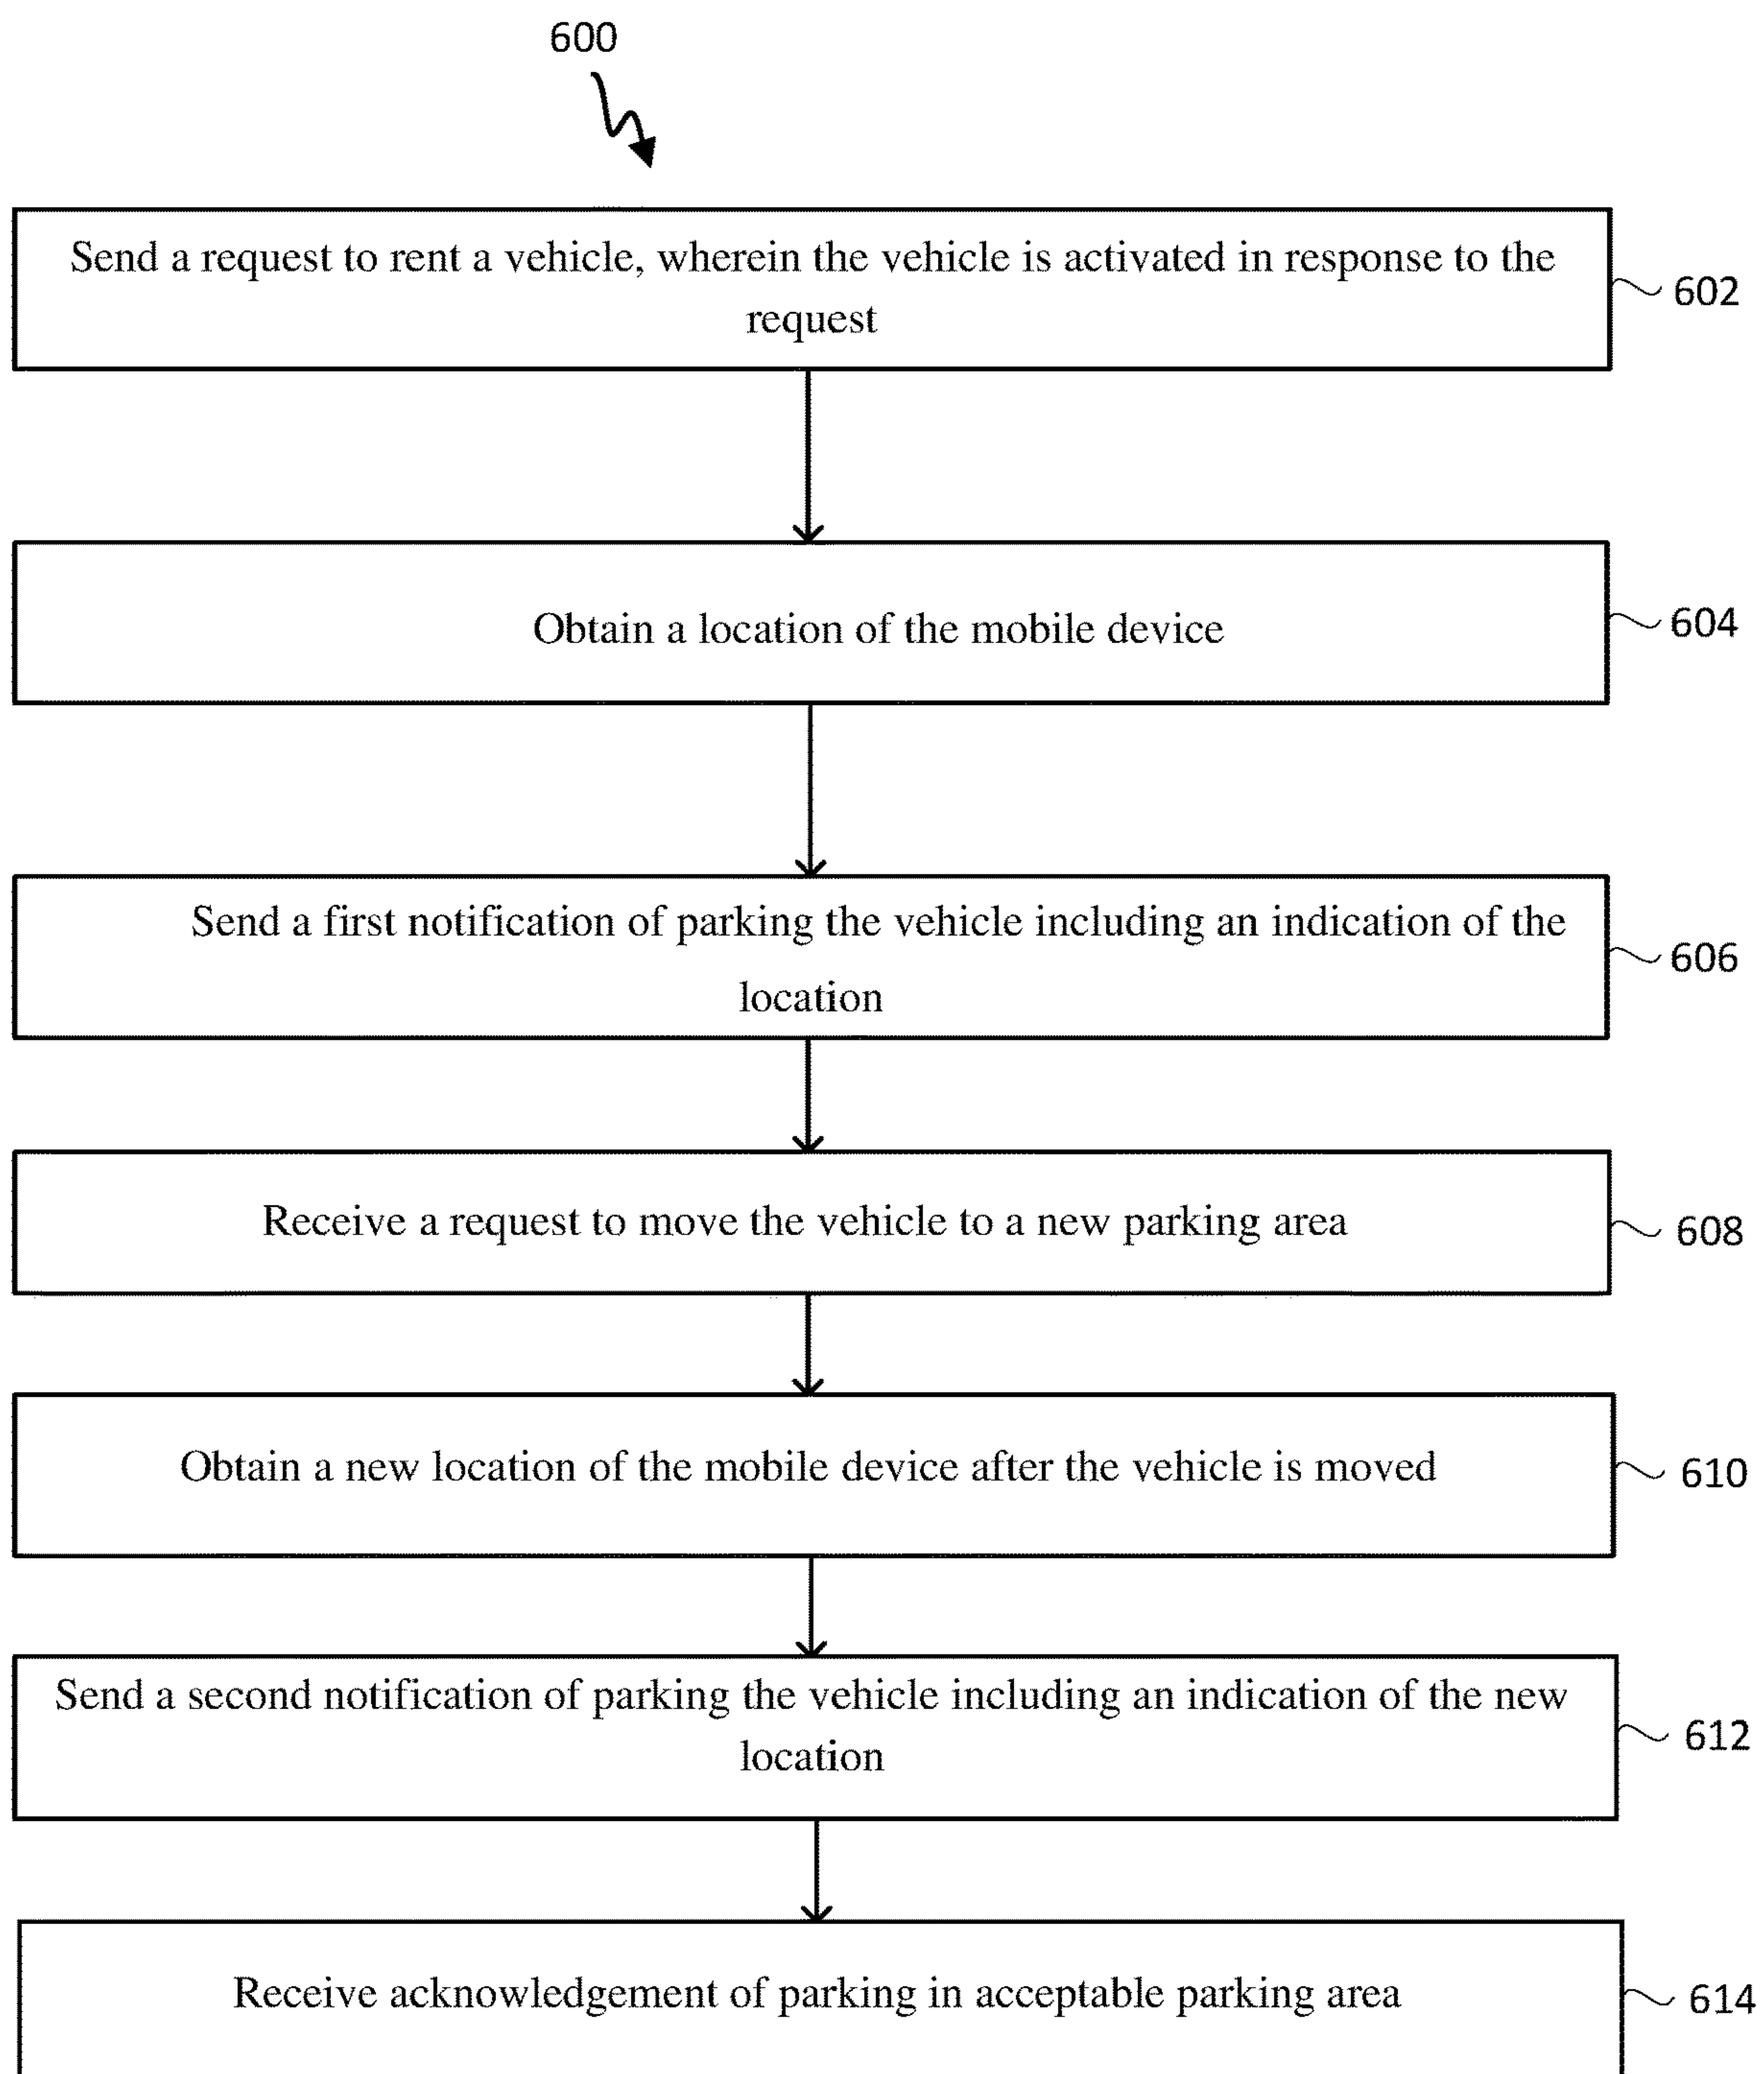 600
Send a request to rent a vehicle, wherein the vehicle is activated in response to the
request
602
Obtain a location of the mobile device
604
Send a first notification of parking the vehicle including an indication of the
location
606
Receive a request to move the vehicle to a new parking area
608
Obtain a new location of the mobile device after the vehicle is moved
610
Send a second notification of parking the vehicle including an indication of the new
location
612
Receive acknowledgement of parking in acceptable parking area
614